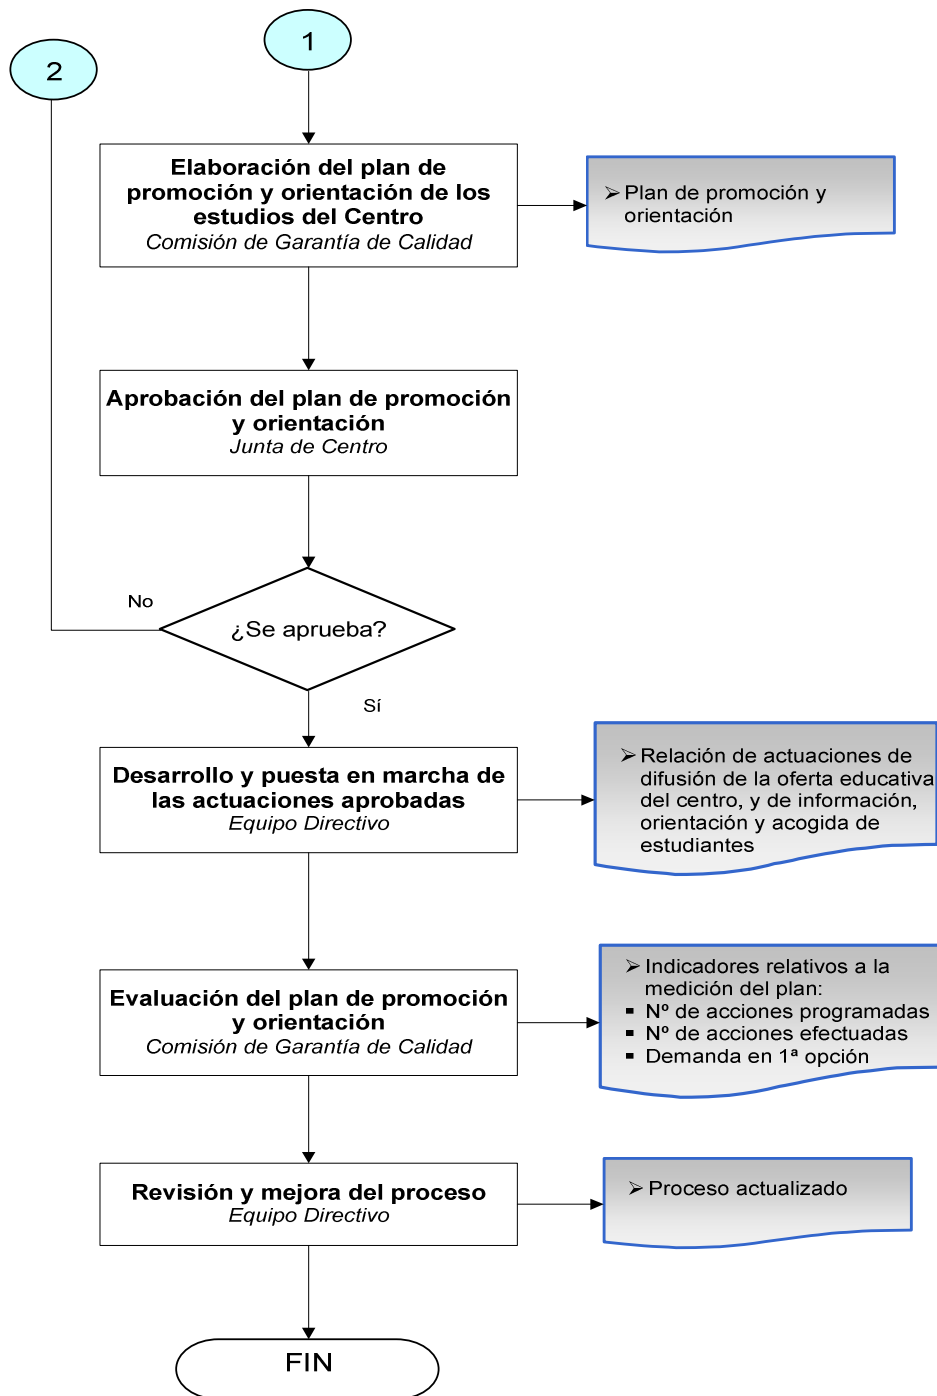 1
2
Elaboración del plan de
promoción y orientación de los
estudios del Centro
Comisión de Garantía de Calidad
➢ Plan de promoción y
orientación
Aprobación del plan de promoción
y orientación
Junta de Centro
No
¿Se aprueba?
Sí
Desarrollo y puesta en marcha de
las actuaciones aprobadas
Equipo Directivo
➢ Relación de actuaciones de
difusión de la oferta educativa
del centro, y de información,
orientación y acogida de
estudiantes
Evaluación del plan de promoción
y orientación
Comisión de Garantía de Calidad
➢ Indicadores relativos a la
medición del plan:
▪ Nº de acciones programadas
▪ Nº de acciones efectuadas
▪ Demanda en 1ª opción
Revisión y mejora del proceso
Equipo Directivo
➢ Proceso actualizado
FIN